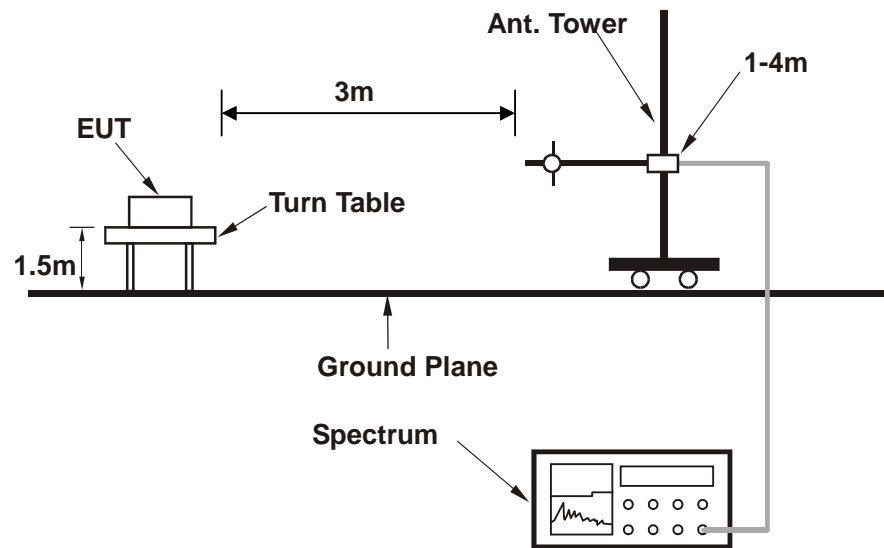 Ant. Tower
1-4m
3m
EUT
Turn Table
1.5m
Ground Plane
Spectrum